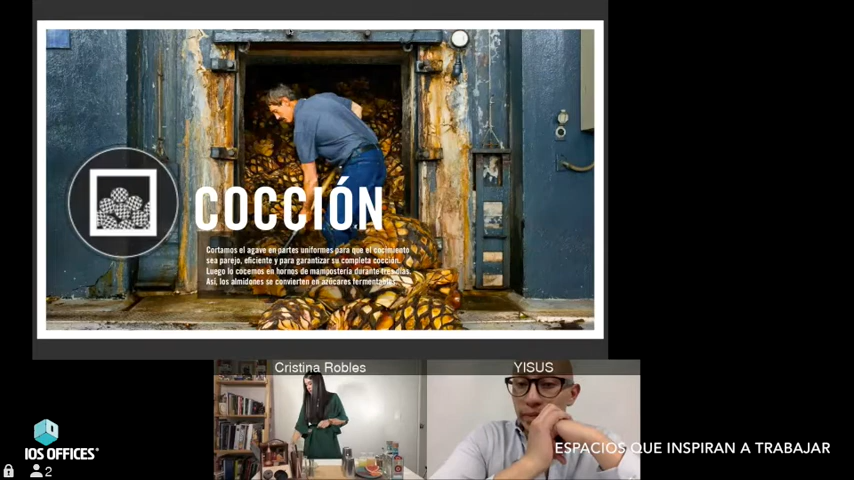 COCCIÓN
Cortamos el agave en partes uniformes para que el cocimiento
sea parejo, eficiente y para garantizar su completa cocción.
Luego lo cocemos en hornos de mampostería durante tres días.
Así, los almidones se convierten en azúcares fermentables.
Cristina Robles
YISUS
IOS OFFICES®
ESPACIOS QUE INSPIRAN A TRABAJAR
2